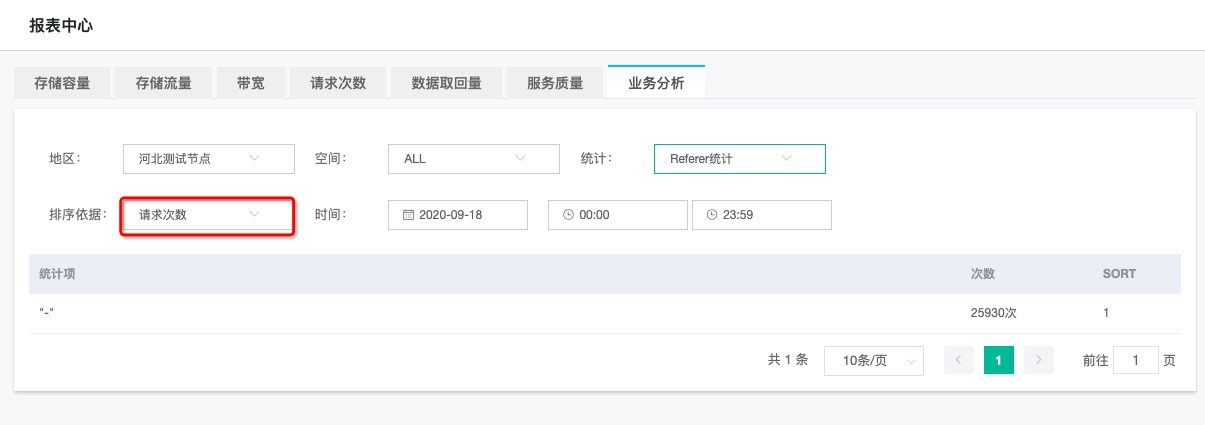 报表中心
存储容量 存储流量 带宽 请求次数 数据取回量 服务质量 业务分析
地区： 河北测试节点 空间： ALL 统计： Referer统计
排序依据： 请求次数 时间： 2020-09-18 00:00 23:59
统计项 次数 SORT
"-" 25930次 1
共 1 条 10条/页 1 前往 1 页